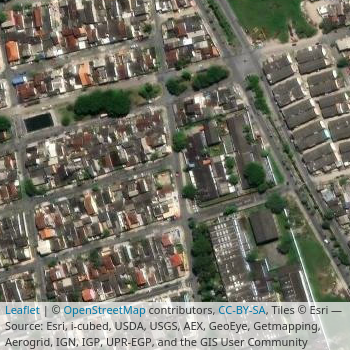 Leaflet | © OpenStreetMap contributors, CC-BY-SA, Tiles © Esri —
Source: Esri, i-cubed, USDA, USGS, AEX, GeoEye, Getmapping,
Aerogrid, IGN, IGP, UPR-EGP, and the GIS User Community